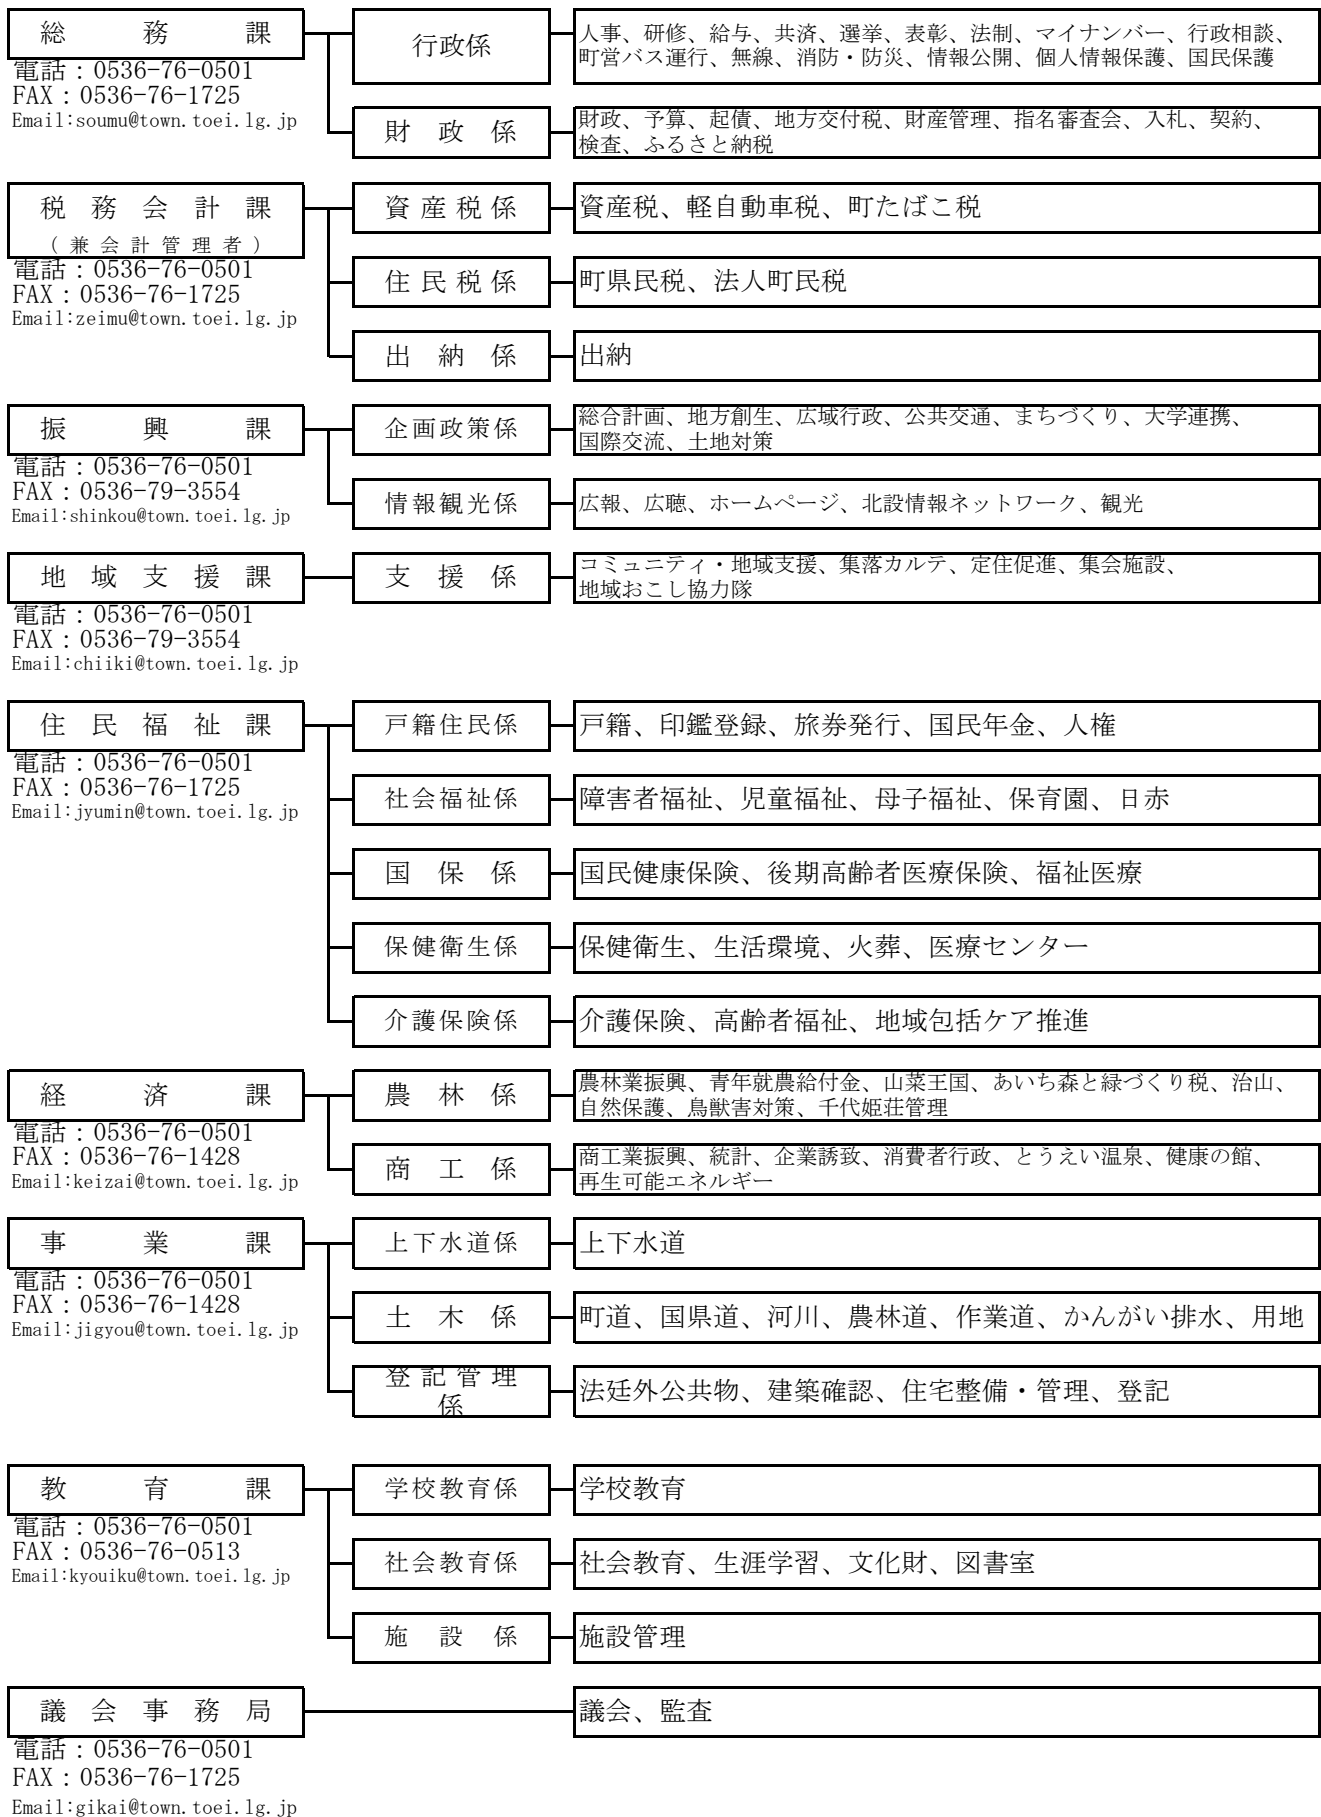 総務課
電話：0536-76-0501
FAX：0536-76-1725
Email:soumu@town.toei.lg.jp
行政係
人事、研修、給与、共済、選挙、表彰、法制、マイナンバー、行政相談、
町営バス運行、無線、消防・防災、情報公開、個人情報保護、国民保護
財政係
財政、予算、起債、地方交付税、財産管理、指名審査会、入札、契約、
検査、ふるさと納税
税務会計課
（兼会計管理者）
電話：0536-76-0501
FAX：0536-76-1725
Email:zeimu@town.toei.lg.jp
資産税係
資産税、軽自動車税、町たばこ税
住民税係
町県民税、法人町民税
出納係
出納
振興課
電話：0536-76-0501
FAX：0536-79-3554
Email:shinkou@town.toei.lg.jp
企画政策係
総合計画、地方創生、広域行政、公共交通、まちづくり、大学連携、
国際交流、土地対策
情報観光係
広報、広聴、ホームページ、北設情報ネットワーク、観光
地域支援課
電話：0536-76-0501
FAX：0536-79-3554
Email:chiiki@town.toei.lg.jp
支援係
コミュニティ・地域支援、集落カルテ、定住促進、集会施設、
地域おこし協力隊
住民福祉課
電話：0536-76-0501
FAX：0536-76-1725
Email:jyumin@town.toei.lg.jp
戸籍住民係
戸籍、印鑑登録、旅券発行、国民年金、人権
社会福祉係
障害者福祉、児童福祉、母子福祉、保育園、日赤
国保係
国民健康保険、後期高齢者医療保険、福祉医療
保健衛生係
保健衛生、生活環境、火葬、医療センター
介護保険係
介護保険、高齢者福祉、地域包括ケア推進
経済課
電話：0536-76-0501
FAX：0536-76-1428
Email:keizai@town.toei.lg.jp
農林係
農林業振興、青年就農給付金、山菜王国、あいち森と緑づくり税、治山、
自然保護、鳥獣害対策、千代姫荘管理
商工係
商工業振興、統計、企業誘致、消費者行政、とうえい温泉、健康の館、
再生可能エネルギー
事業課
電話：0536-76-0501
FAX：0536-76-1428
Email:jigyou@town.toei.lg.jp
上下水道係
上下水道
土木係
町道、国県道、河川、農林道、作業道、かんがい排水、用地
登記管理
係
法廷外公共物、建築確認、住宅整備・管理、登記
教育課
電話：0536-76-0501
FAX：0536-76-0513
Email:kyouiku@town.toei.lg.jp
学校教育係
学校教育
社会教育係
社会教育、生涯学習、文化財、図書室
施設係
施設管理
議会事務局
電話：0536-76-0501
FAX：0536-76-1725
Email:gikai@town.toei.lg.jp
議会、監査